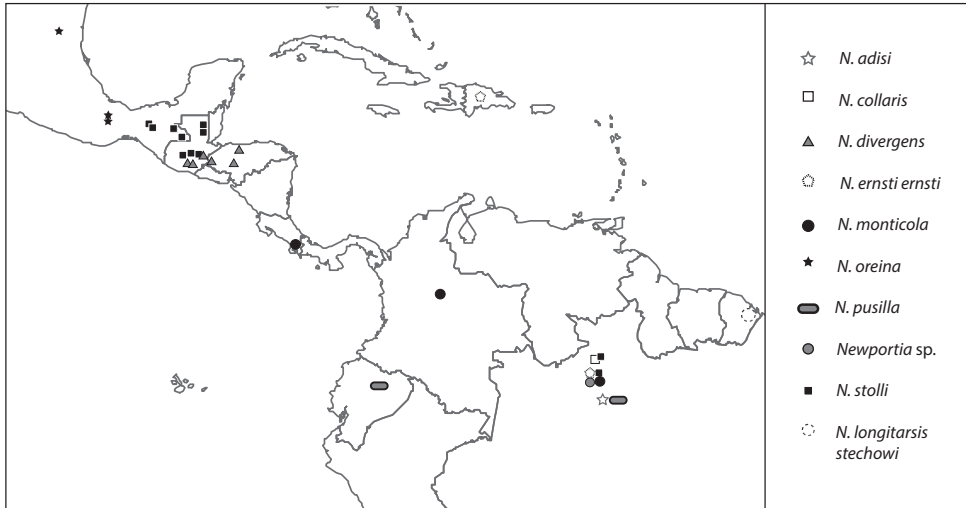 N. adisi
N. collaris
N. divergens
N. ernsti ernsti
N. monticola
N. oreina
N. pusilla
Newportia sp.
N. stolli
N. longitarsis
stechowi